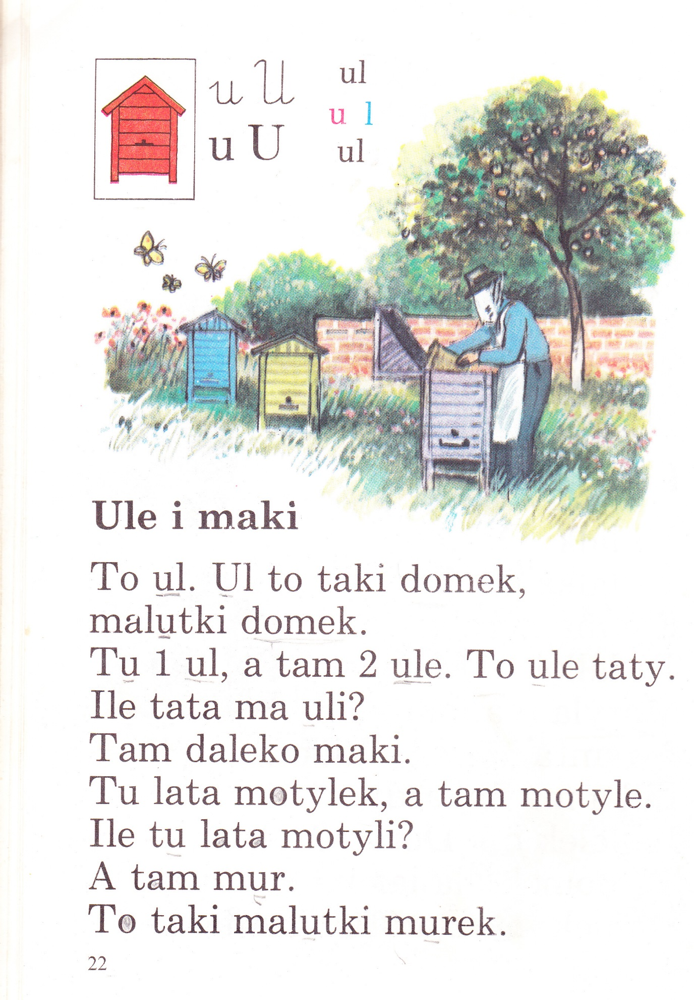 u U
u U
ul
u l
ul
Ule i maki
To ul. Ul to taki domek,
malutki domek.
Tu 1 ul, a tam 2 ule. To ule taty.
Ile tata ma uli?
Tam daleko maki.
Tu lata motylek, a tam motyle.
Ile tu lata motyli?
A tam mur.
To taki malutki murek.
22